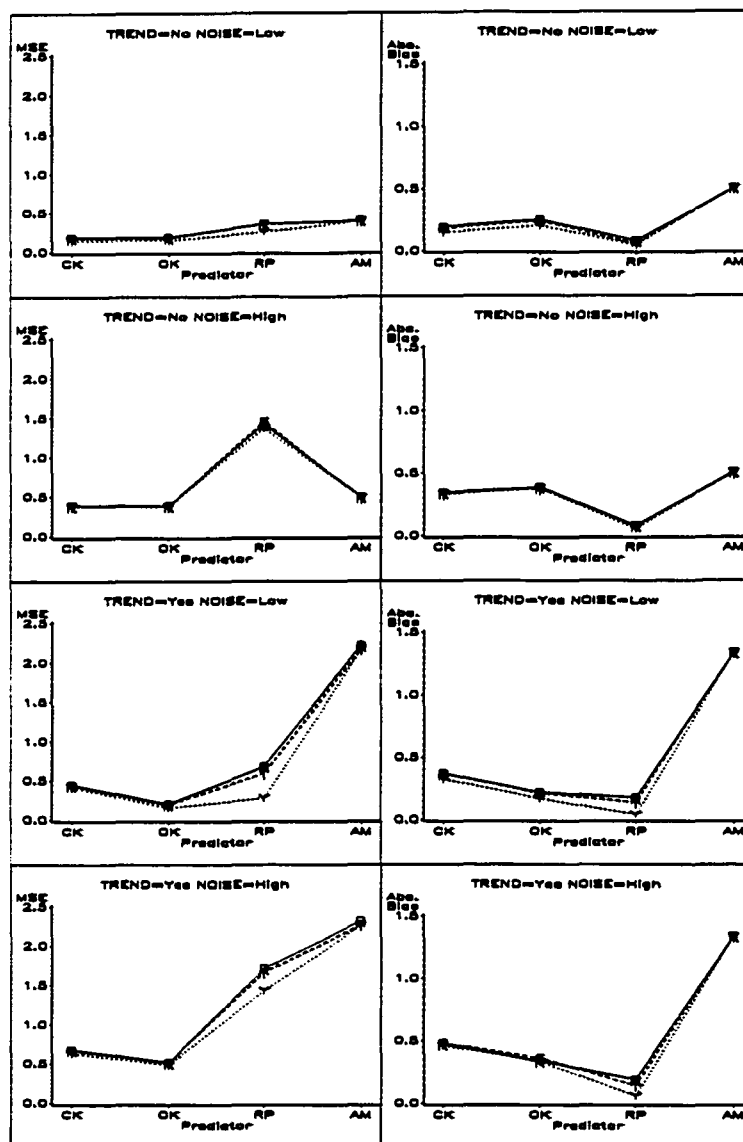 TREND=No NOISE=Low
MSE
2.5
2.0
1.5
1.0
0.5
0.0
CK OK RP AM
Predictor
TREND=No NOISE=Low
Abs. Bias
1.5
1.0
0.5
0.0
CK OK RP AM
Predictor
TREND=No NOISE=High
MSE
2.5
2.0
1.5
1.0
0.5
0.0
CK OK RP AM
Predictor
TREND=No NOISE=High
Abs. Bias
1.5
1.0
0.5
0.0
CK OK RP AM
Predictor
TREND=Yes NOISE=Low
MSE
2.5
2.0
1.5
1.0
0.5
0.0
CK OK RP AM
Predictor
TREND=Yes NOISE=Low
Abs. Bias
1.5
1.0
0.5
0.0
CK OK RP AM
Predictor
TREND=Yes NOISE=High
MSE
2.5
2.0
1.5
1.0
0.5
0.0
CK OK RP AM
Predictor
TREND=Yes NOISE=High
Abs. Bias
1.5
1.0
0.5
0.0
CK OK RP AM
Predictor